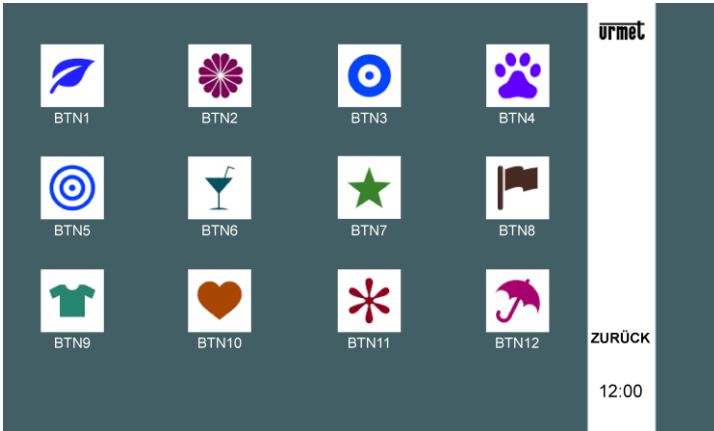 urmet
BTN1 BTN2 BTN3 BTN4
BTN5 BTN6 BTN7 BTN8
BTN9 BTN10 BTN11 BTN12
ZURÜCK
12:00